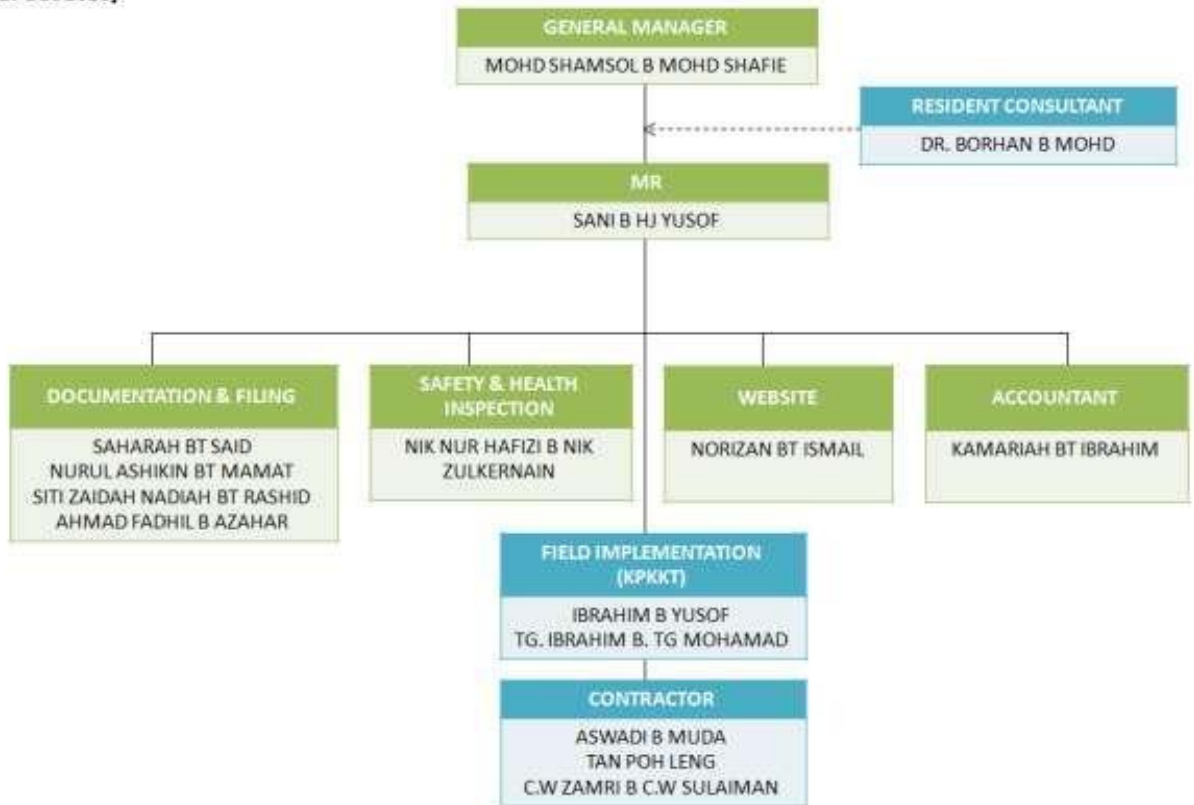 GENERAL MANAGER
MOHD SHAMSOL B MOHD SHAFIE
RESIDENT CONSULTANT
DR. BORHAN B MOHD
MR
SANI B HJ YUSOF
DOCUMENTATION & FILING
SAHARAH BT SAID
NURUL ASHIKIN BT MAMAT
SITI ZAIDAH NADIAH BT RASHID
AHMAD FADHIL B AZAHAR
SAFETY & HEALTH
INSPECTION
NIK NUR HAFIZI B NIK
ZULKERNAIN
WEBSITE
NORIZAN BT ISMAIL
ACCOUNTANT
KAMARIAH BT IBRAHIM
FIELD IMPLEMENTATION
(KPKKT)
IBRAHIM B YUSOF
TG. IBRAHIM B. TG MOHAMAD
CONTRACTOR
ASWADI B MUDA
TAN POH LENG
C.W ZAMRI B C.W SULAIMAN